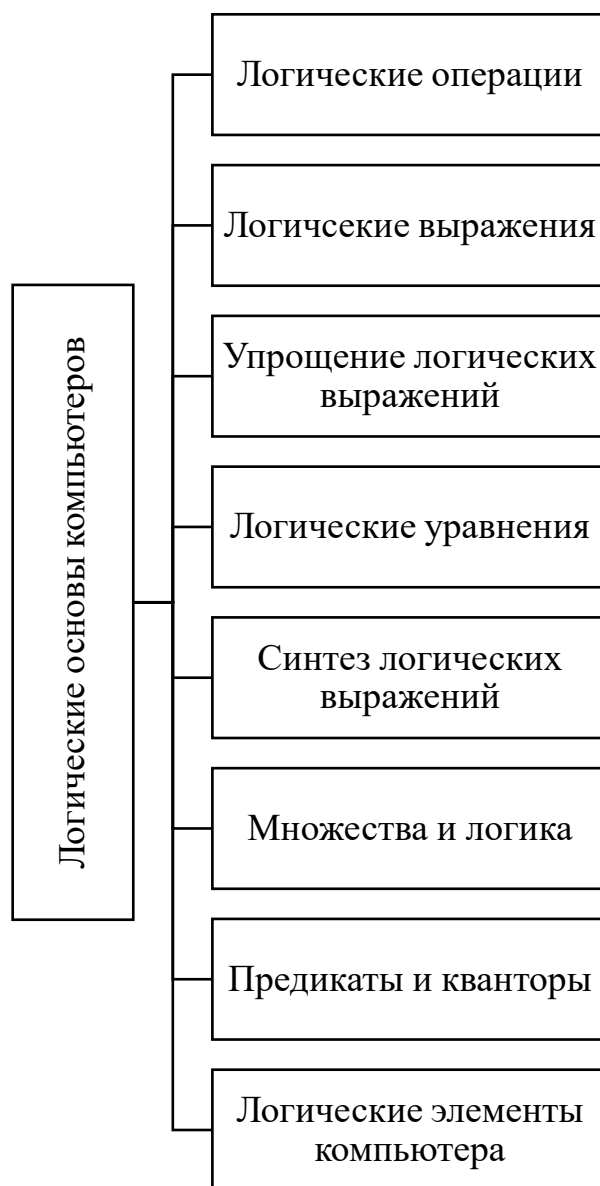 Логические основы компьютеров
Логические операции
Логичсекие выражения
Упрощение логических
выражений
Логические уравнения
Синтез логических
выражений
Множества и логика
Предикаты и кванторы
Логические элементы
компьютера